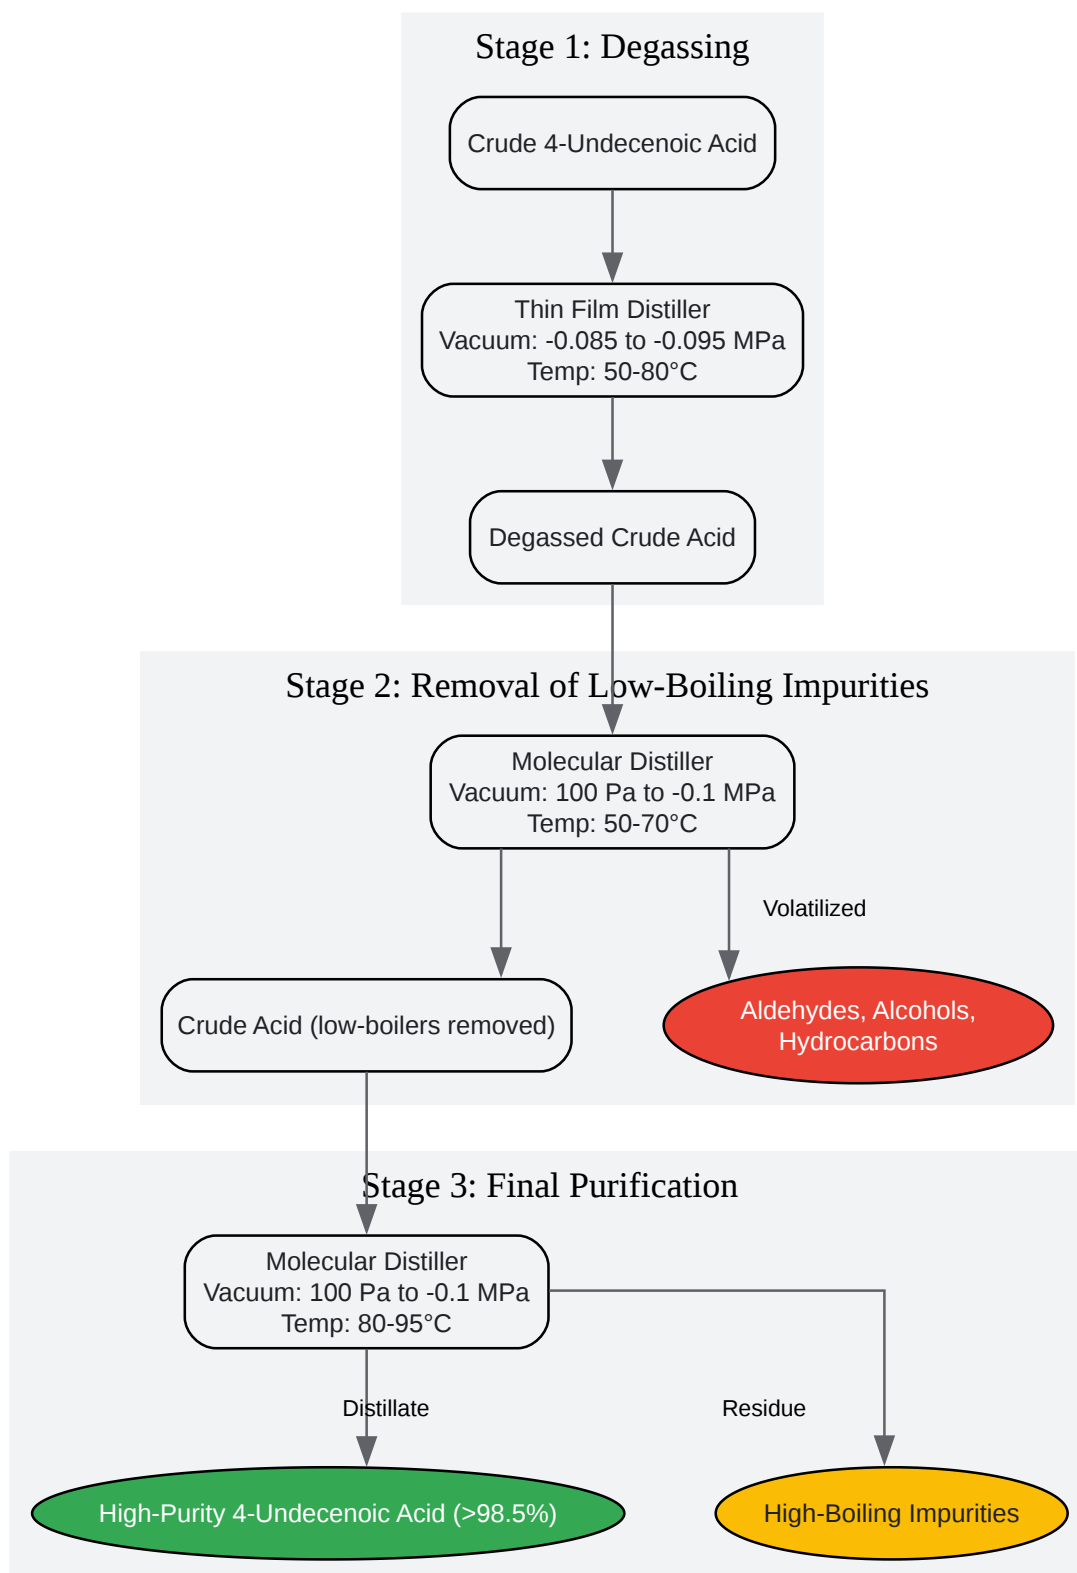 Stage 1: Degassing
Crude 4-Undecenoic Acid
Thin Film Distiller
Vacuum: -0.085 to -0.095 MPa
Temp: 50-80°C
Degassed Crude Acid
Stage 2: Removal of Low-Boiling Impurities
Molecular Distiller
Vacuum: 100 Pa to -0.1 MPa
Temp: 50-70°C
Volatilized
Crude Acid (low-boilers removed)
Aldehydes, Alcohols,
Hydrocarbons
Stage 3: Final Purification
Molecular Distiller
Vacuum: 100 Pa to -0.1 MPa
Temp: 80-95°C
Distillate
Residue
High-Purity 4-Undecenoic Acid (>98.5%)
High-Boiling Impurities